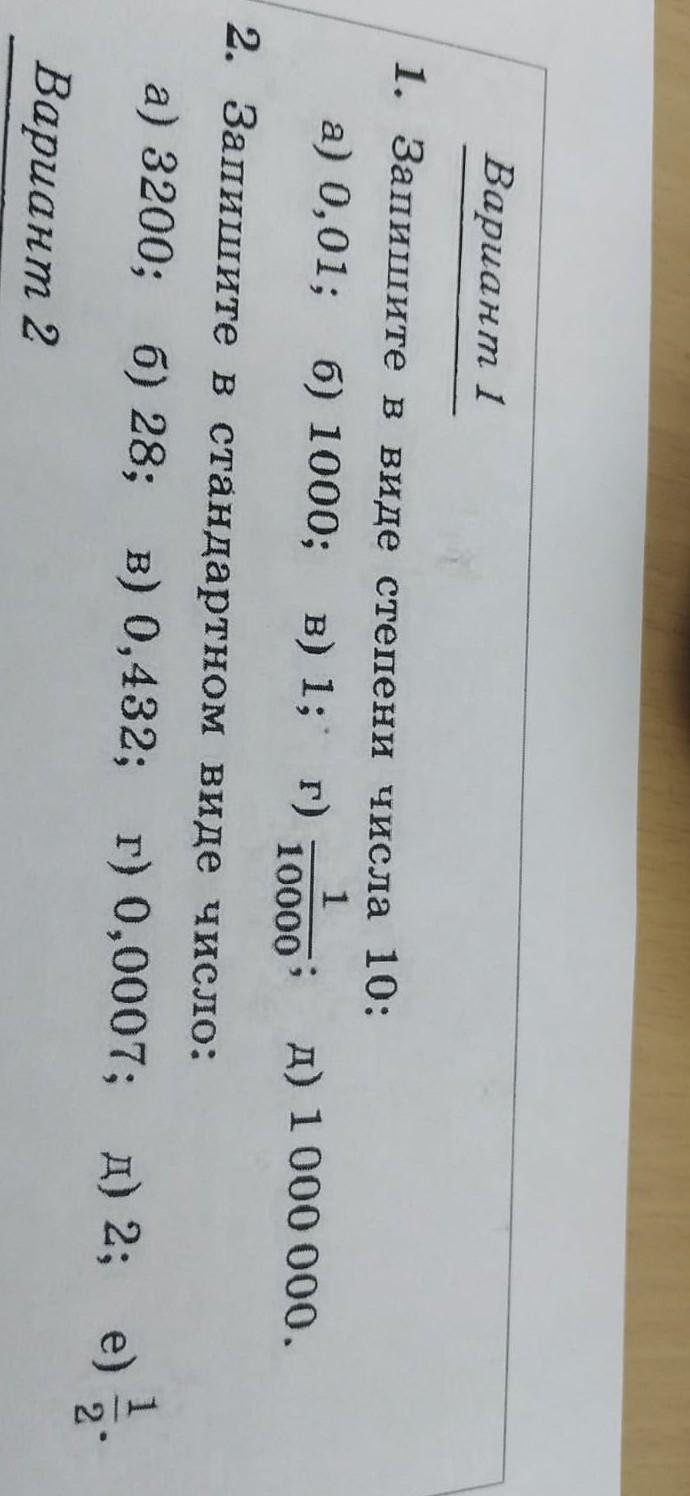 Вариант 1
1. Запишите в виде степени числа 10:
а) 0,01; б) 1000; в) 1; г) 1/10000; д) 1 000 000.
2. Запишите в стандартном виде число:
а) 3200; б) 28; в) 0,432; г) 0,0007; д) 2; е) 1/2.
Вариант 2